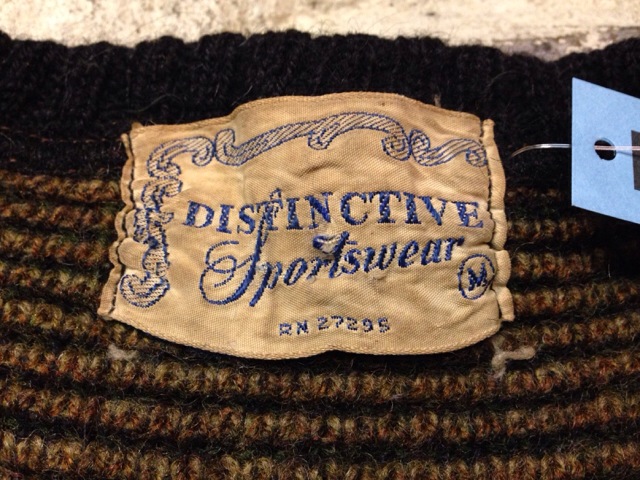 DISTINCTIVE
Sportswear
M
RN 27295